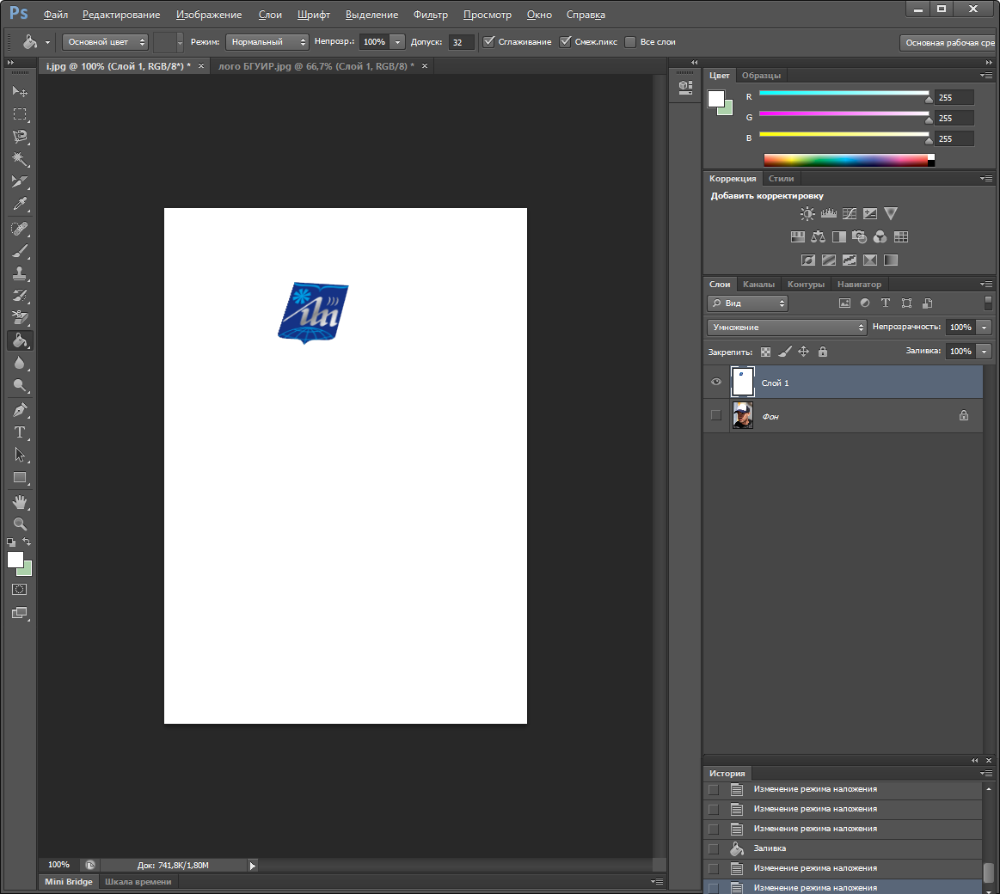 Ps Файл Редактирование Изображение Слои Шрифт Выделение Фильтр Просмотр Окно Справка
Основной цвет Режим: Нормальный Непрозр.: 100% Допуск: 32 Сглаживание Смеж.пикс Все слои Основная рабочая сре
i.jpg @ 100% (Слой 1, RGB/8*) * × лого БГУИР.jpg @ 66,7% (Слой 1, RGB/8) * ×
Цвет Образцы
R 255
G 255
B 255
Коррекция Стили
Добавить корректировку
Слои Каналы Контуры Навигатор
Вид
Умножение Непрозрачность: 100%
Закрепить: Заливка: 100%
Слой 1
Фон
История
Изменение режима наложения
Изменение режима наложения
Изменение режима наложения
Заливка
Изменение режима наложения
Изменение режима наложения
100% Док: 741,8K/1,80M
Mini Bridge Шкала времени